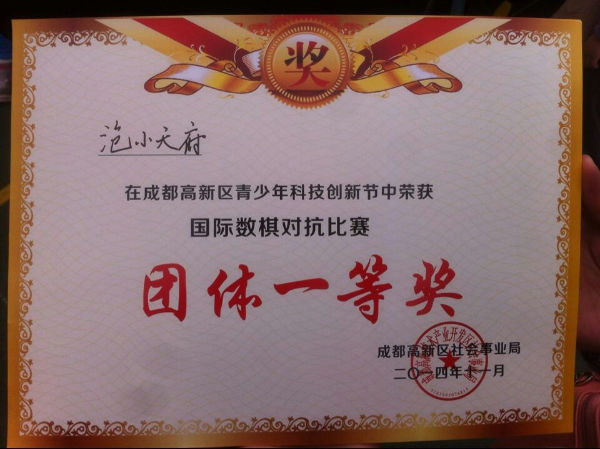 奖
泡小天府
在成都高新区青少年科技创新节中荣获
国际数棋对抗比赛
团体一等奖
成都高新区社会事业局
二〇一四年十一月